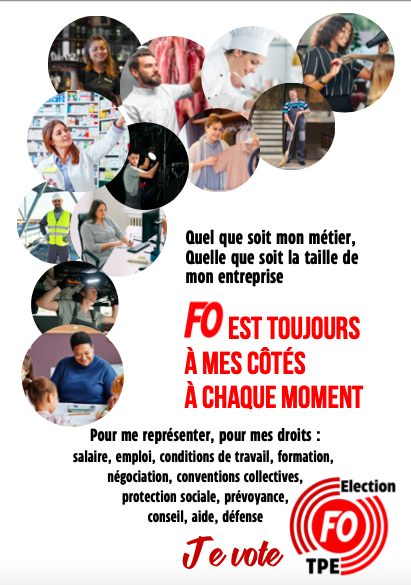 Quel que soit mon métier,
Quelle que soit la taille de
mon entreprise
FO EST TOUJOURS
À MES CÔTÉS
À CHAQUE MOMENT
Pour me représenter, pour mes droits :
salaire, emploi, conditions de travail, formation,
négociation, conventions collectives,
protection sociale, prévoyance,
conseil, aide, défense
Je vote
Election
FO
TPE